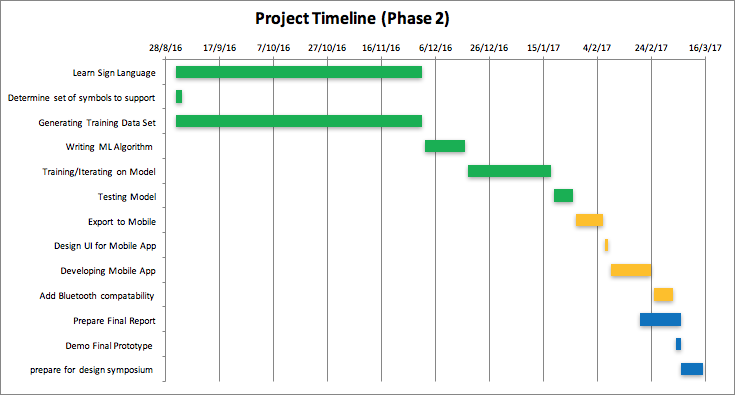 Project Timeline (Phase 2)
28/8/16 17/9/16 7/10/16 27/10/16 16/11/16 6/12/16 26/12/16 15/1/17 4/2/17 24/2/17 16/3/17
Learn Sign Language
Determine set of symbols to support
Generating Training Data Set
Writing ML Algorithm
Training/Iterating on Model
Testing Model
Export to Mobile
Design UI for Mobile App
Developing Mobile App
Add Bluetooth compatability
Prepare Final Report
Demo Final Prototype
prepare for design symposium